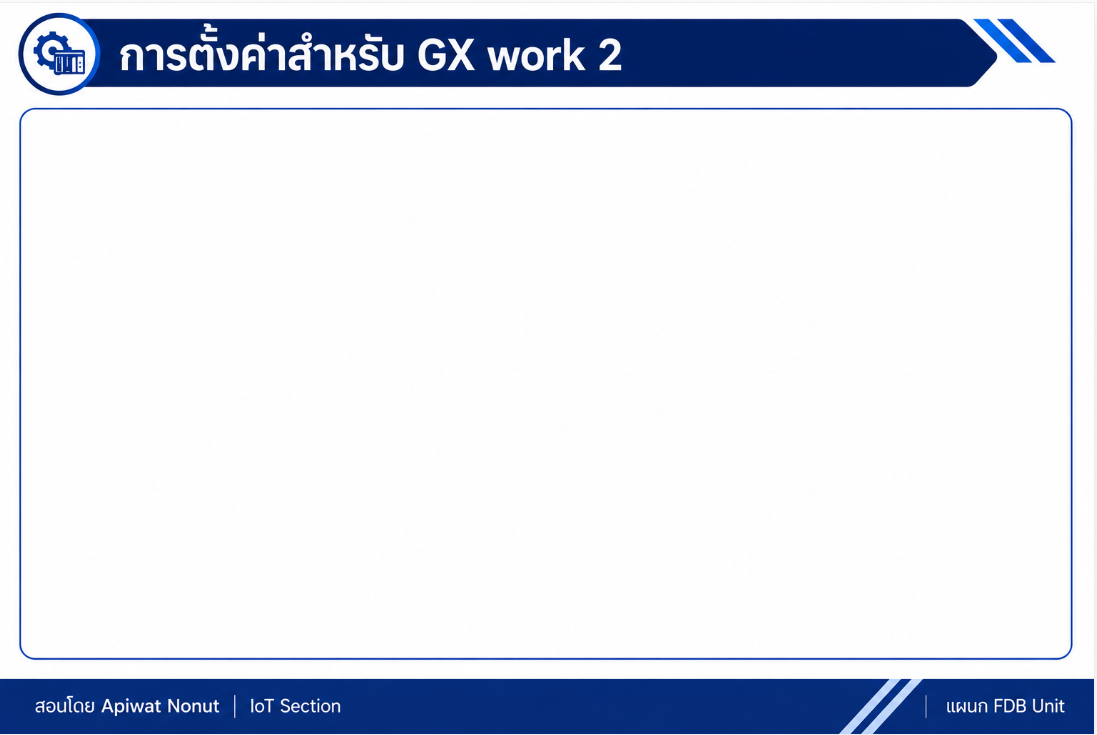 การตั้งค่าสำหรับ GX work 2
สอนโดย Apiwat Nonut | IoT Section
แผนก FDB Unit